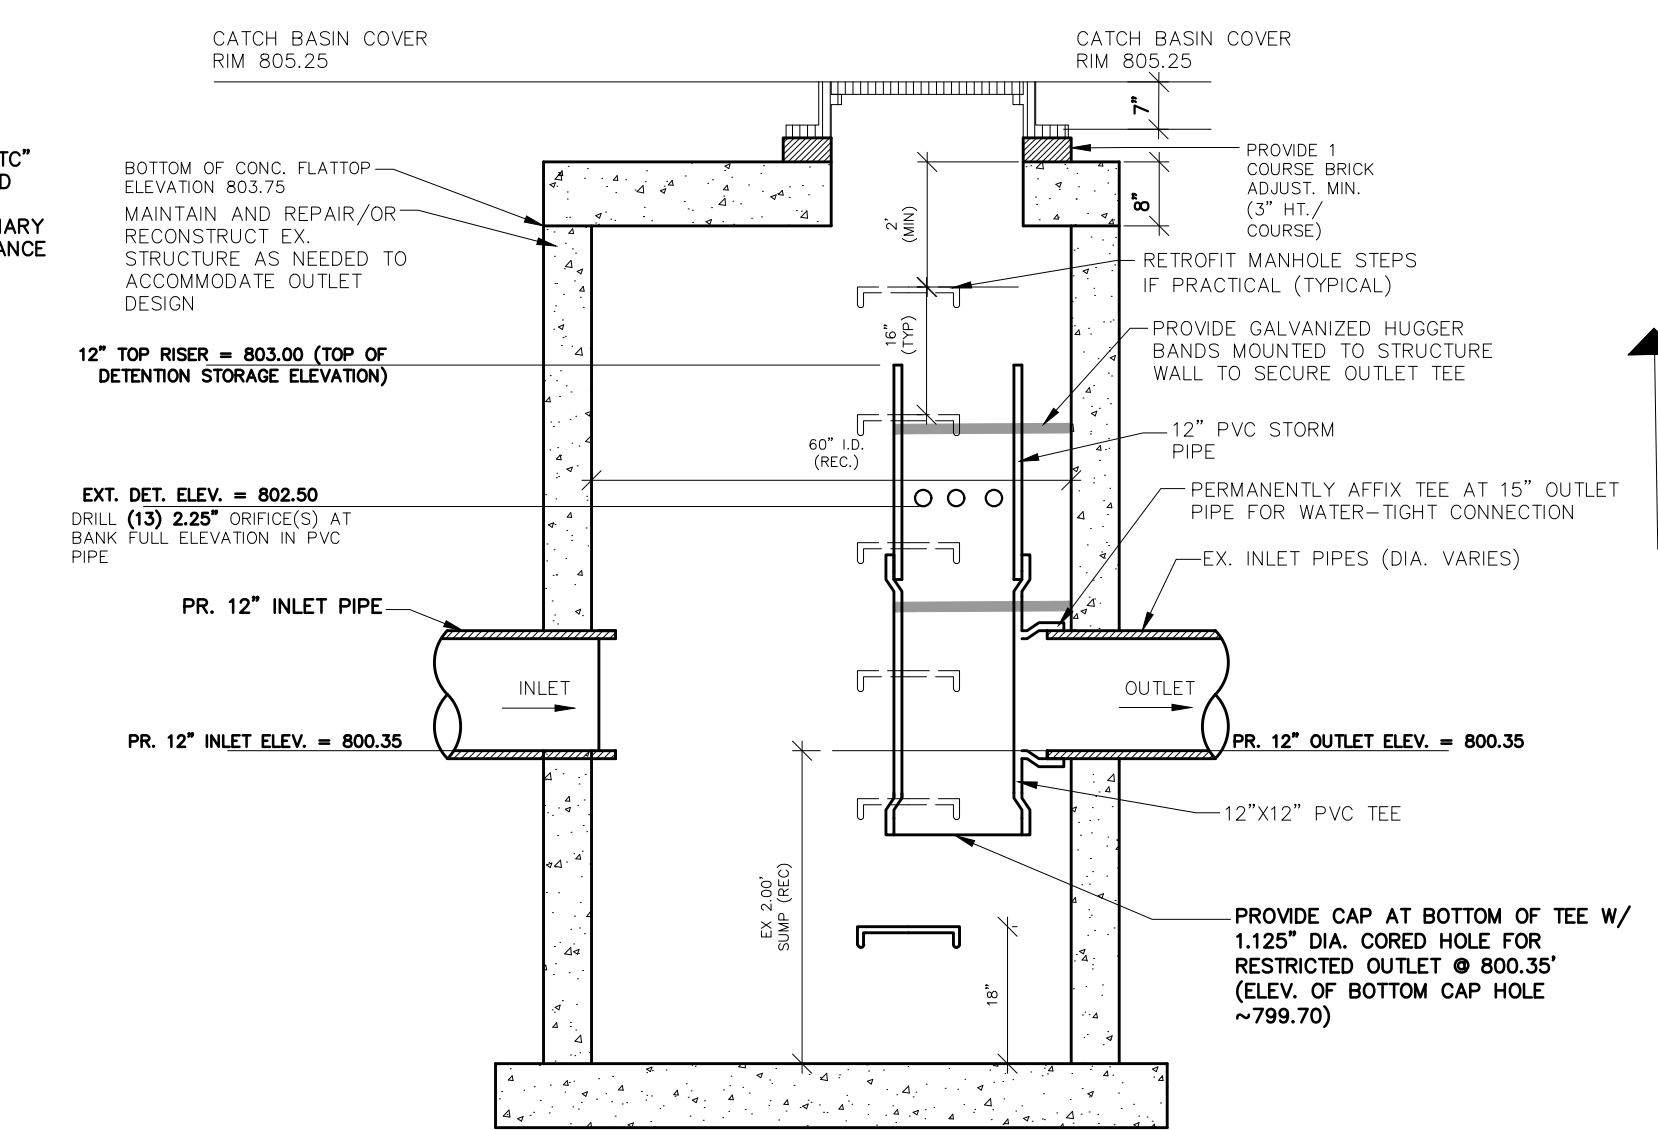 CATCH BASIN COVER
RIM 805.25
CATCH BASIN COVER
RIM 805.25
7"
TC"
D
IARY
ANCE
BOTTOM OF CONC. FLATTOP
ELEVATION 803.75
MAINTAIN AND REPAIR/OR
RECONSTRUCT EX.
STRUCTURE AS NEEDED TO
ACCOMMODATE OUTLET
DESIGN
PROVIDE 1
COURSE BRICK
ADJUST. MIN.
(3" HT./
COURSE)
8"
2'
(MIN)
RETROFIT MANHOLE STEPS
IF PRACTICAL (TYPICAL)
16"
(TYP)
PROVIDE GALVANIZED HUGGER
BANDS MOUNTED TO STRUCTURE
WALL TO SECURE OUTLET TEE
12" TOP RISER = 803.00 (TOP OF
DETENTION STORAGE ELEVATION)
60" I.D.
(REC.)
12" PVC STORM
PIPE
EXT. DET. ELEV. = 802.50
DRILL (13) 2.25" ORIFICE(S) AT
BANK FULL ELEVATION IN PVC
PIPE
PERMANENTLY AFFIX TEE AT 15" OUTLET
PIPE FOR WATER-TIGHT CONNECTION
EX. INLET PIPES (DIA. VARIES)
PR. 12" INLET PIPE
INLET
OUTLET
PR. 12" INLET ELEV. = 800.35
PR. 12" OUTLET ELEV. = 800.35
12"X12" PVC TEE
EX 2.00'
SUMP (REC)
18"
PROVIDE CAP AT BOTTOM OF TEE W/
1.125" DIA. CORED HOLE FOR
RESTRICTED OUTLET @ 800.35'
(ELEV. OF BOTTOM CAP HOLE
~799.70)